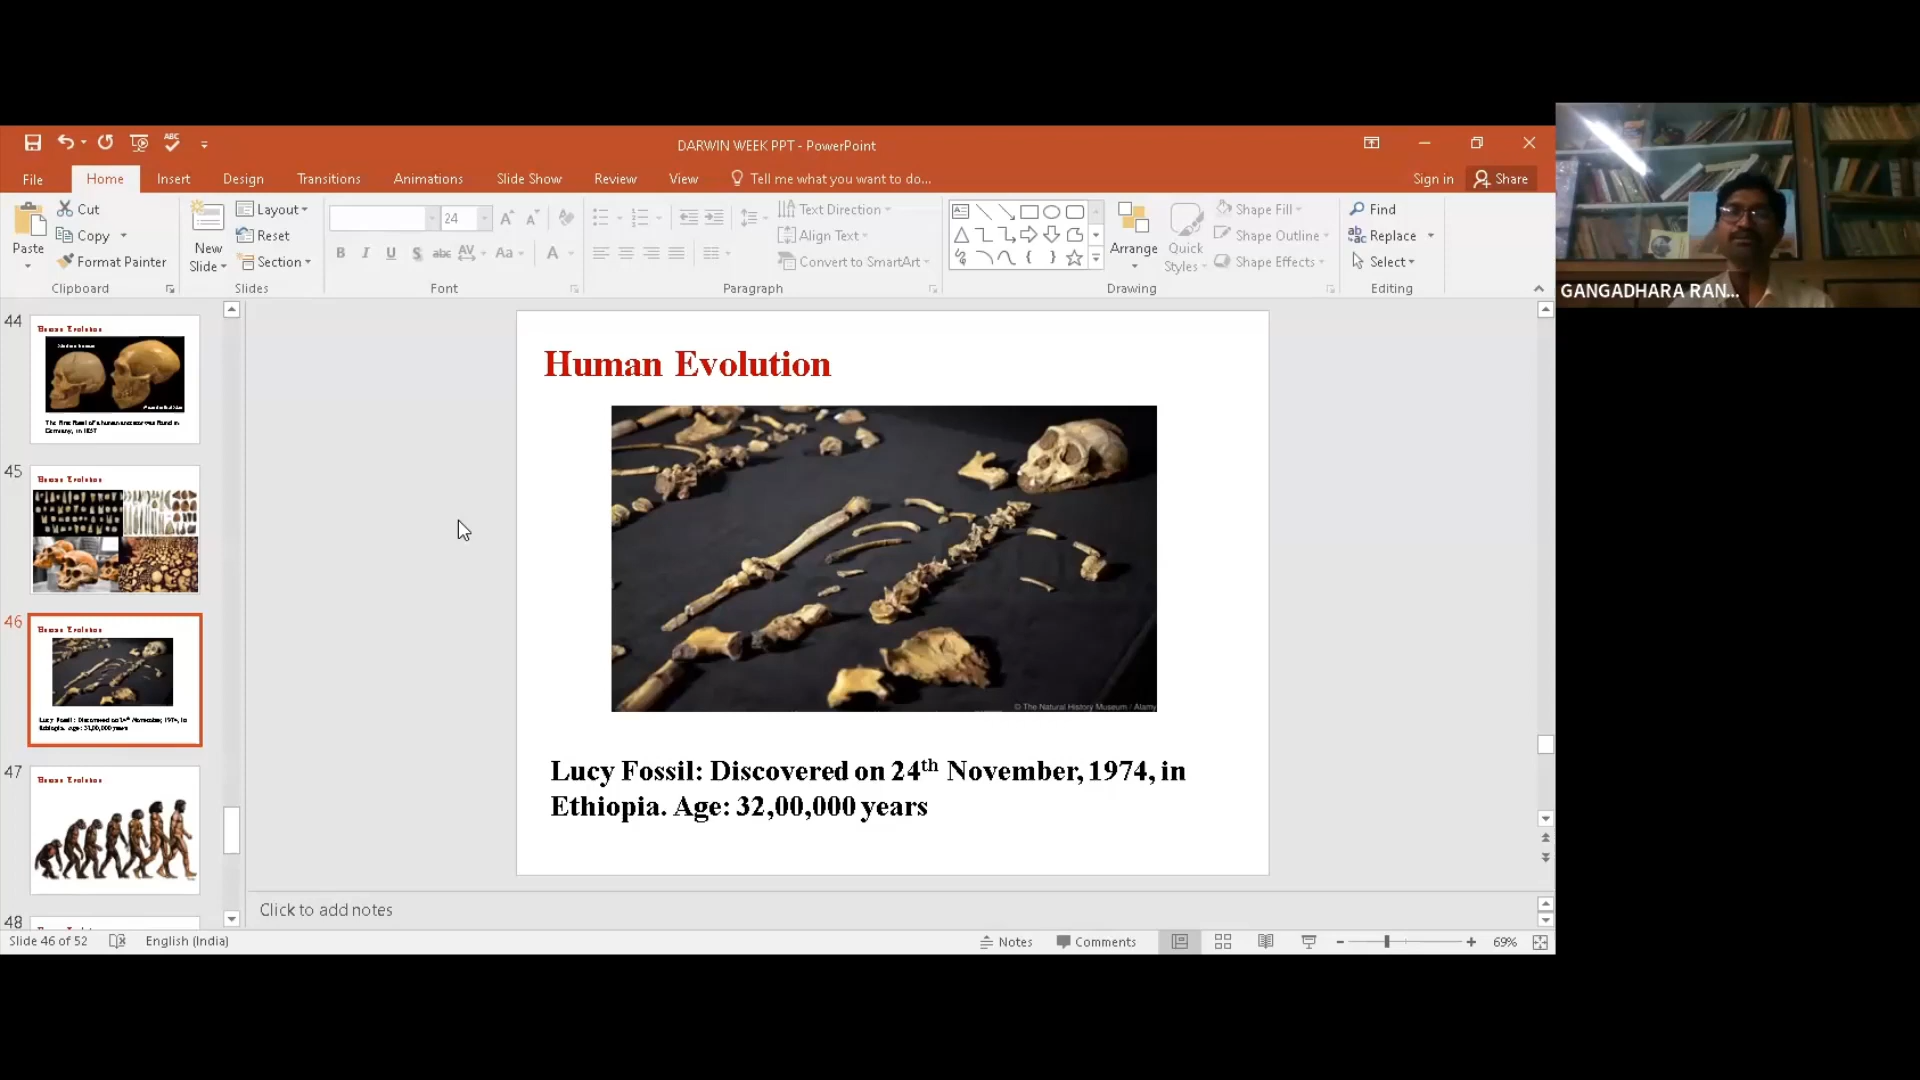 DARWIN WEEK PPT - PowerPoint
File Home Insert Design Transitions Animations Slide Show Review View Tell me what you want to do... Sign in Share
Paste
Cut
Copy
Format Painter
Clipboard
New Slide
Layout
Reset
Section
Slides
24
Font
Text Direction
Align Text
Convert to SmartArt
Paragraph
Arrange
Quick Styles
Shape Fill
Shape Outline
Shape Effects
Drawing
Find
Replace
Select
Editing
GANGADHARA RAN...
44
Human Evolution
The First Fossil of a human ancestor was found in
Germany, in 1857
45
Human Evolution
46
Human Evolution
Lucy Fossil: Discovered on 24th November, 1974, in
Ethiopia. Age: 32,00,000 years
47
Human Evolution
48
Human Evolution
© The Natural History Museum / Alamy
Lucy Fossil: Discovered on 24th November, 1974, in
Ethiopia. Age: 32,00,000 years
Click to add notes
Slide 46 of 52 English (India) Notes Comments 69%